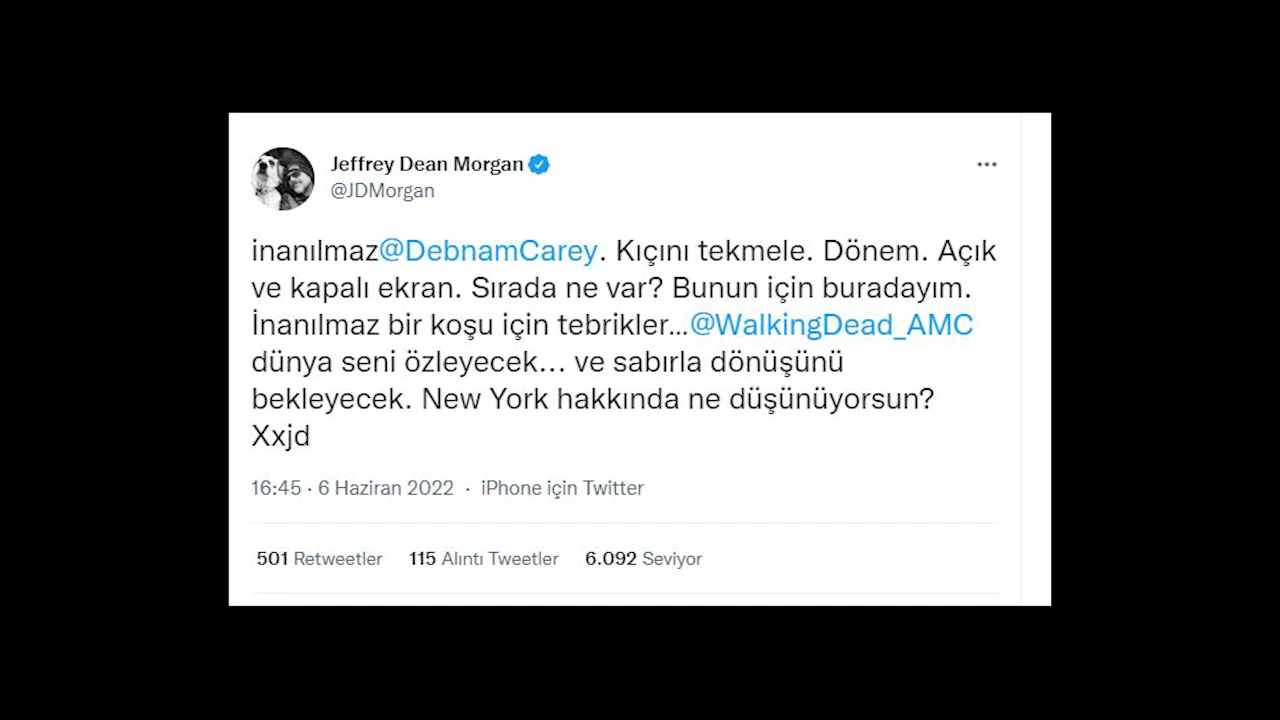 Jeffrey Dean Morgan
@JDMorgan
inanılmaz@DebnamCarey. Kıçını tekmele. Dönem. Açık
ve kapalı ekran. Sırada ne var? Bunun için buradayım.
İnanılmaz bir koşu için tebrikler...@WalkingDead_AMC
dünya seni özleyecek... ve sabırla dönüşünü
bekleyecek. New York hakkında ne düşünüyorsun?
Xxjd
16:45 · 6 Haziran 2022 · iPhone için Twitter
501 Retweetler 115 Alıntı Tweetler 6.092 Seviyor